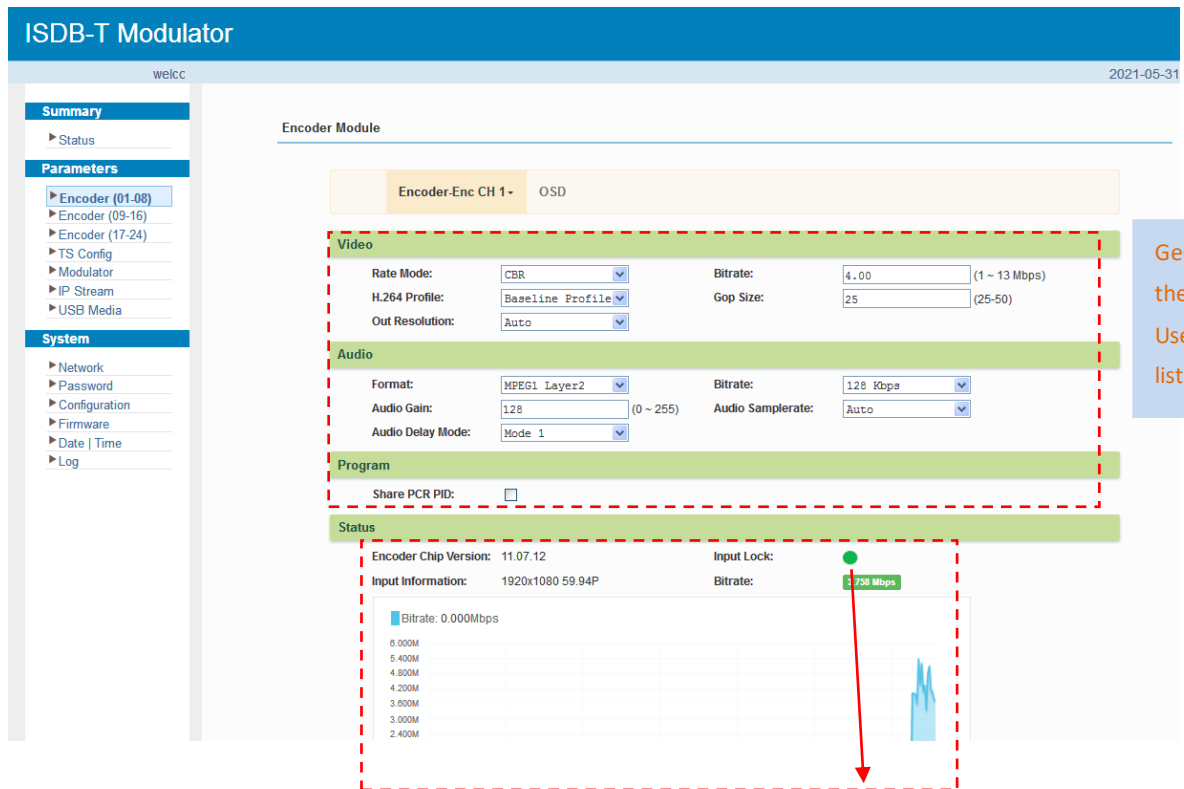 ISDB-T Modulator
welcc
2021-05-31
Summary
Status
Parameters
Encoder (01-08)
Encoder (09-16)
Encoder (17-24)
TS Config
Modulator
IP Stream
USB Media
System
Network
Password
Configuration
Firmware
Date | Time
Log
Encoder Module
Encoder-Enc CH 1 OSD
Video
Rate Mode: CBR Bitrate: 4.00 (1 ~ 13 Mbps)
H.264 Profile: Baseline Profile Gop Size: 25 (25-50)
Out Resolution: Auto
Audio
Format: MPEG1 Layer2 Bitrate: 128 Kbps
Audio Gain: 128 (0 ~ 255) Audio Samplerate: Auto
Audio Delay Mode: Mode 1
Program
Share PCR PID:
Status
Encoder Chip Version: 11.07.12 Input Lock:
Input Information: 1920x1080 59.94P Bitrate: 3.758 Mbps
Bitrate: 0.000Mbps
6.000M
5.400M
4.800M
4.200M
3.600M
3.000M
2.400M
the
list